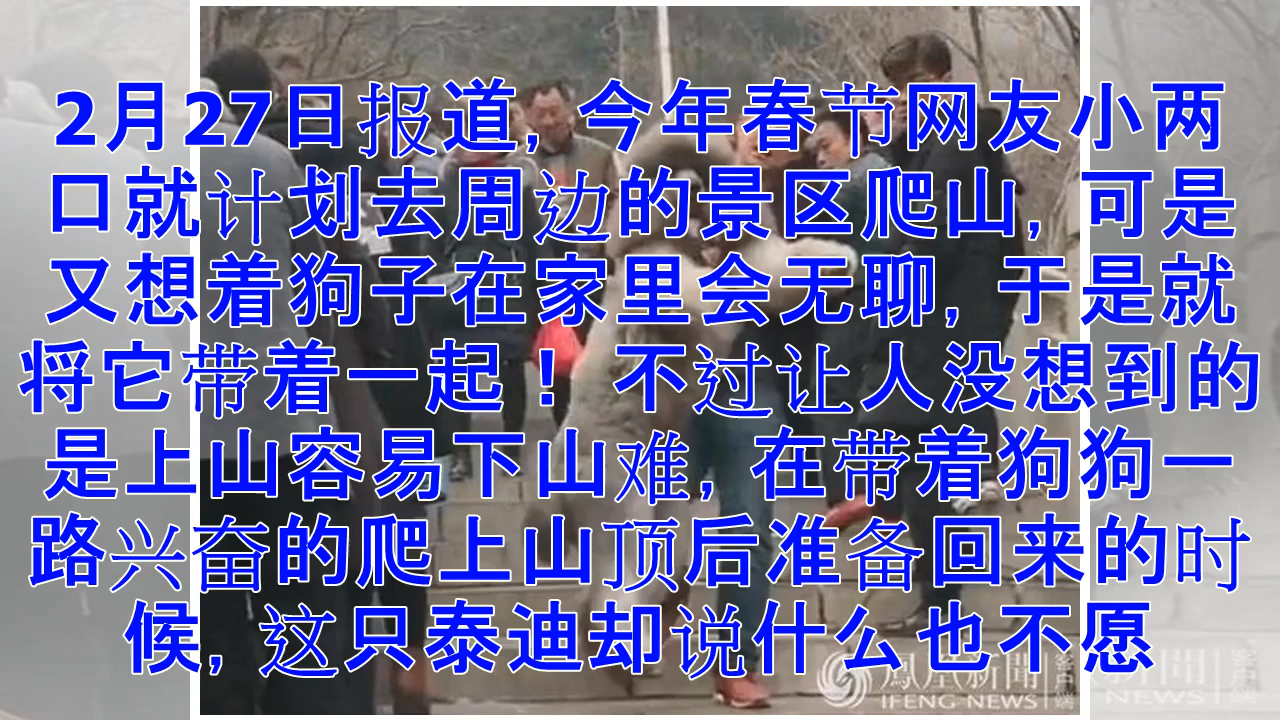 2月27日报道, 今年春节网友小两
口就计划去周边的景区爬山, 可是
又想着狗子在家里会无聊, 于是就
将它带着一起！ 不过让人没想到的
是上山容易下山难, 在带着狗狗一
路兴奋的爬上山顶后准备回来的时
候, 这只泰迪却说什么也不愿
鳳凰新聞
客户端
IFENG NEWS